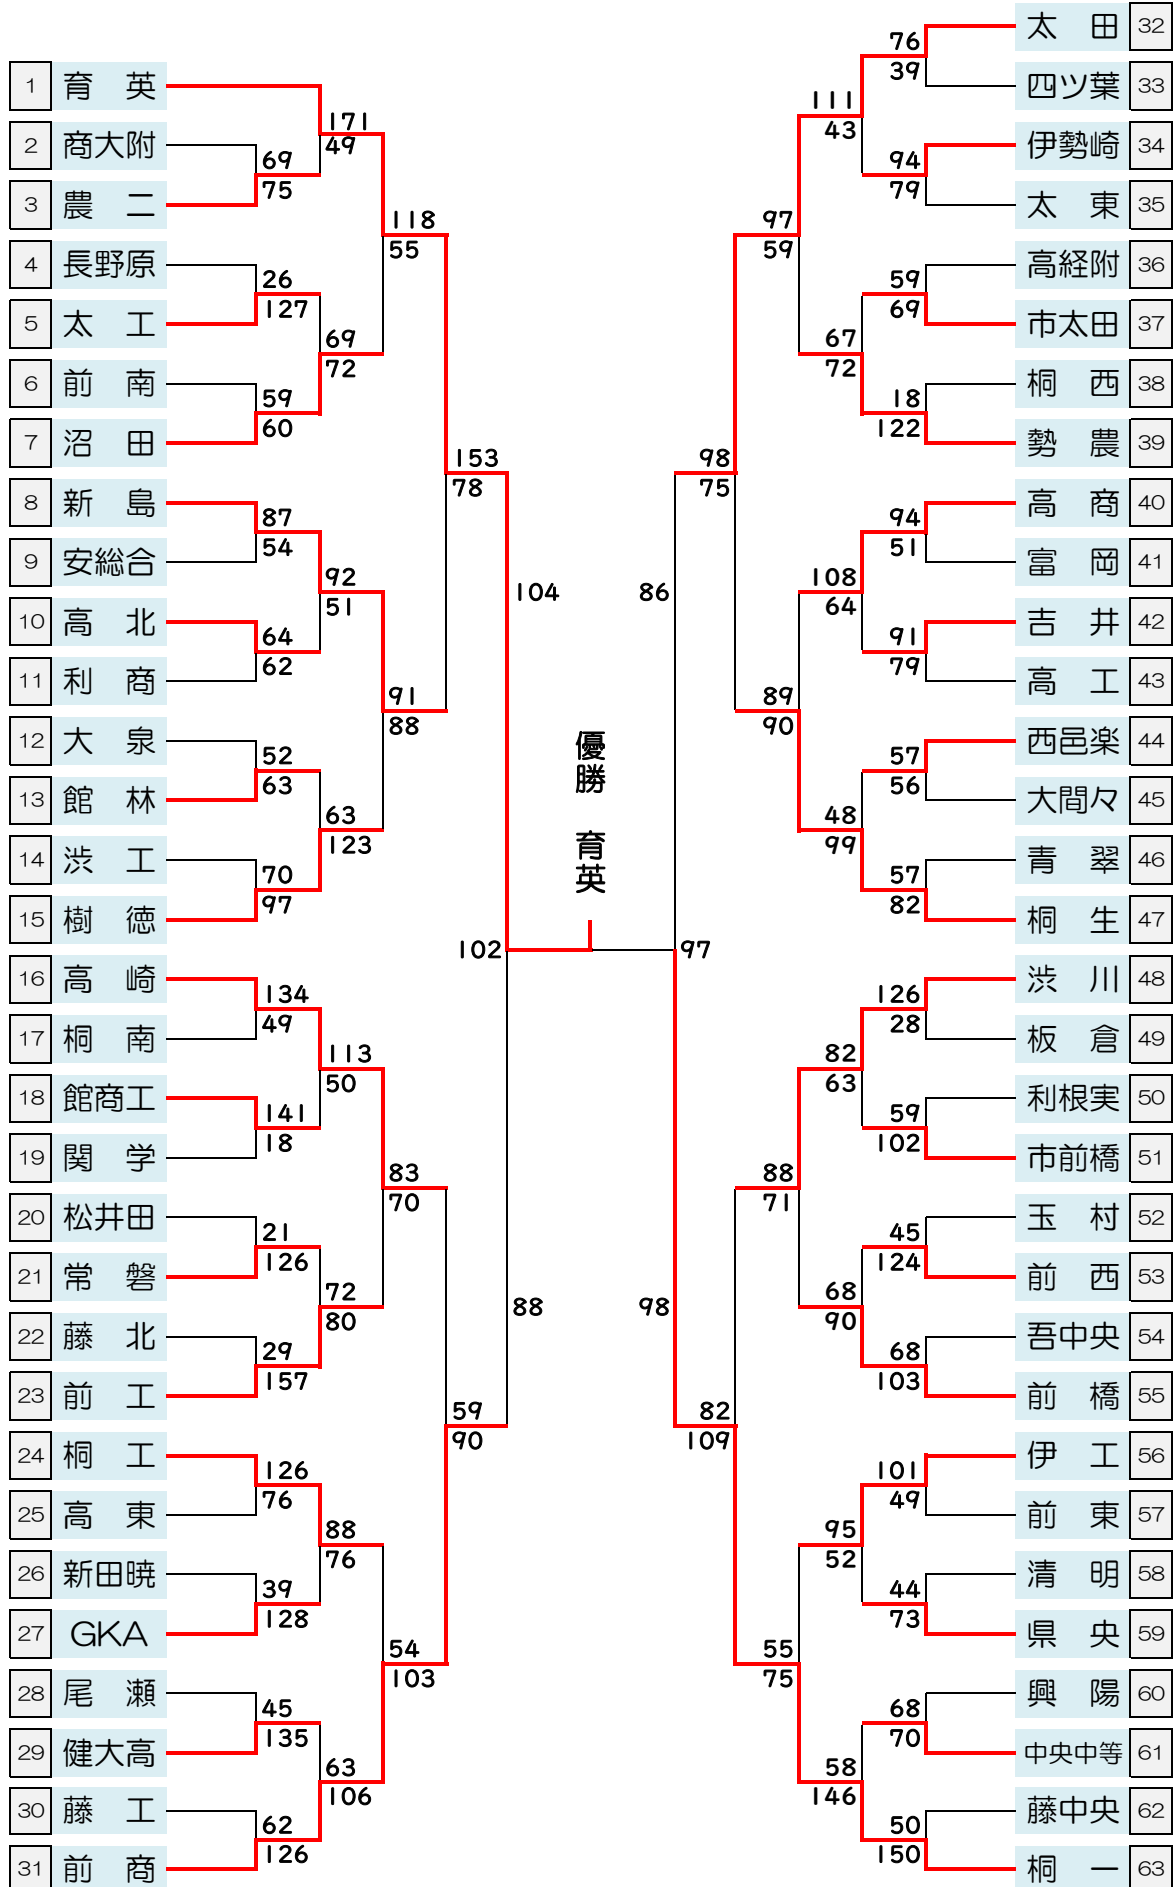 1 育 英
2 商大附
3 農 二
4 長野原
5 太 工
6 前 南
7 沼 田
8 新 島
9 安総合
10 高 北
11 利 商
12 大 泉
13 館 林
14 渋 工
15 樹 徳
16 高 崎
17 桐 南
18 館商工
19 関 学
20 松井田
21 常 磐
22 藤 北
23 前 工
24 桐 工
25 高 東
26 新田暁
27 GKA
28 尾 瀬
29 健大高
30 藤 工
31 前 商
69
75
26
127
59
60
87
54
64
62
52
63
70
97
134
49
141
18
21
126
29
157
126
76
39
128
45
135
62
126
171
49
69
72
92
51
63
123
113
50
72
80
88
76
63
106
118
55
91
88
83
70
54
103
153
78
59
90
104
88
102
優勝 育英
97
86
98
98
75
82
109
97
59
89
90
88
71
55
75
111
43
67
72
108
64
48
99
82
63
68
90
95
52
58
146
76
39
94
79
59
69
18
122
94
51
91
79
57
56
57
82
126
28
59
102
45
124
68
103
101
49
44
73
68
70
50
150
太 田 32
四ツ葉 33
伊勢崎 34
太 東 35
高経附 36
市太田 37
桐 西 38
勢 農 39
高 商 40
富 岡 41
吉 井 42
高 工 43
西邑楽 44
大間々 45
青 翠 46
桐 生 47
渋 川 48
板 倉 49
利根実 50
市前橋 51
玉 村 52
前 西 53
吾中央 54
前 橋 55
伊 工 56
前 東 57
清 明 58
県 央 59
興 陽 60
中央中等 61
藤中央 62
桐 一 63